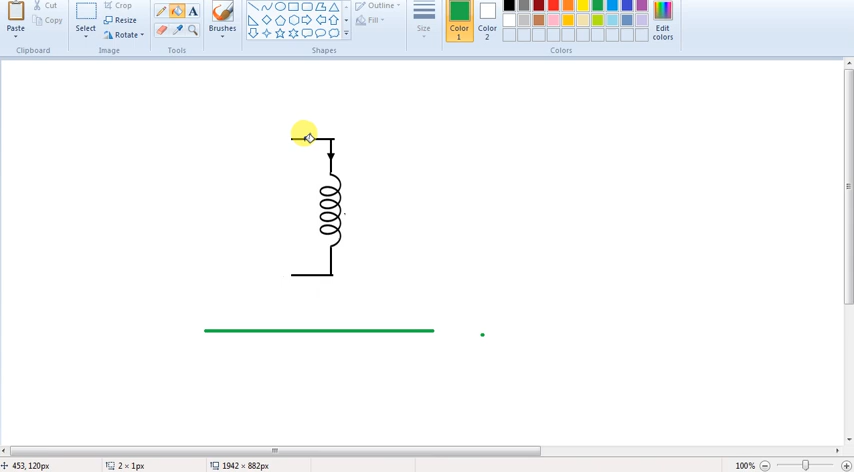 Cut
Copy
Paste
Clipboard
Select
Crop
Resize
Rotate
Image
A
Tools
Brushes
Outline
Fill
Shapes
Size
Color 1
Color 2
Edit colors
Colors
453, 120px
2 × 1px
1942 × 882px
100%